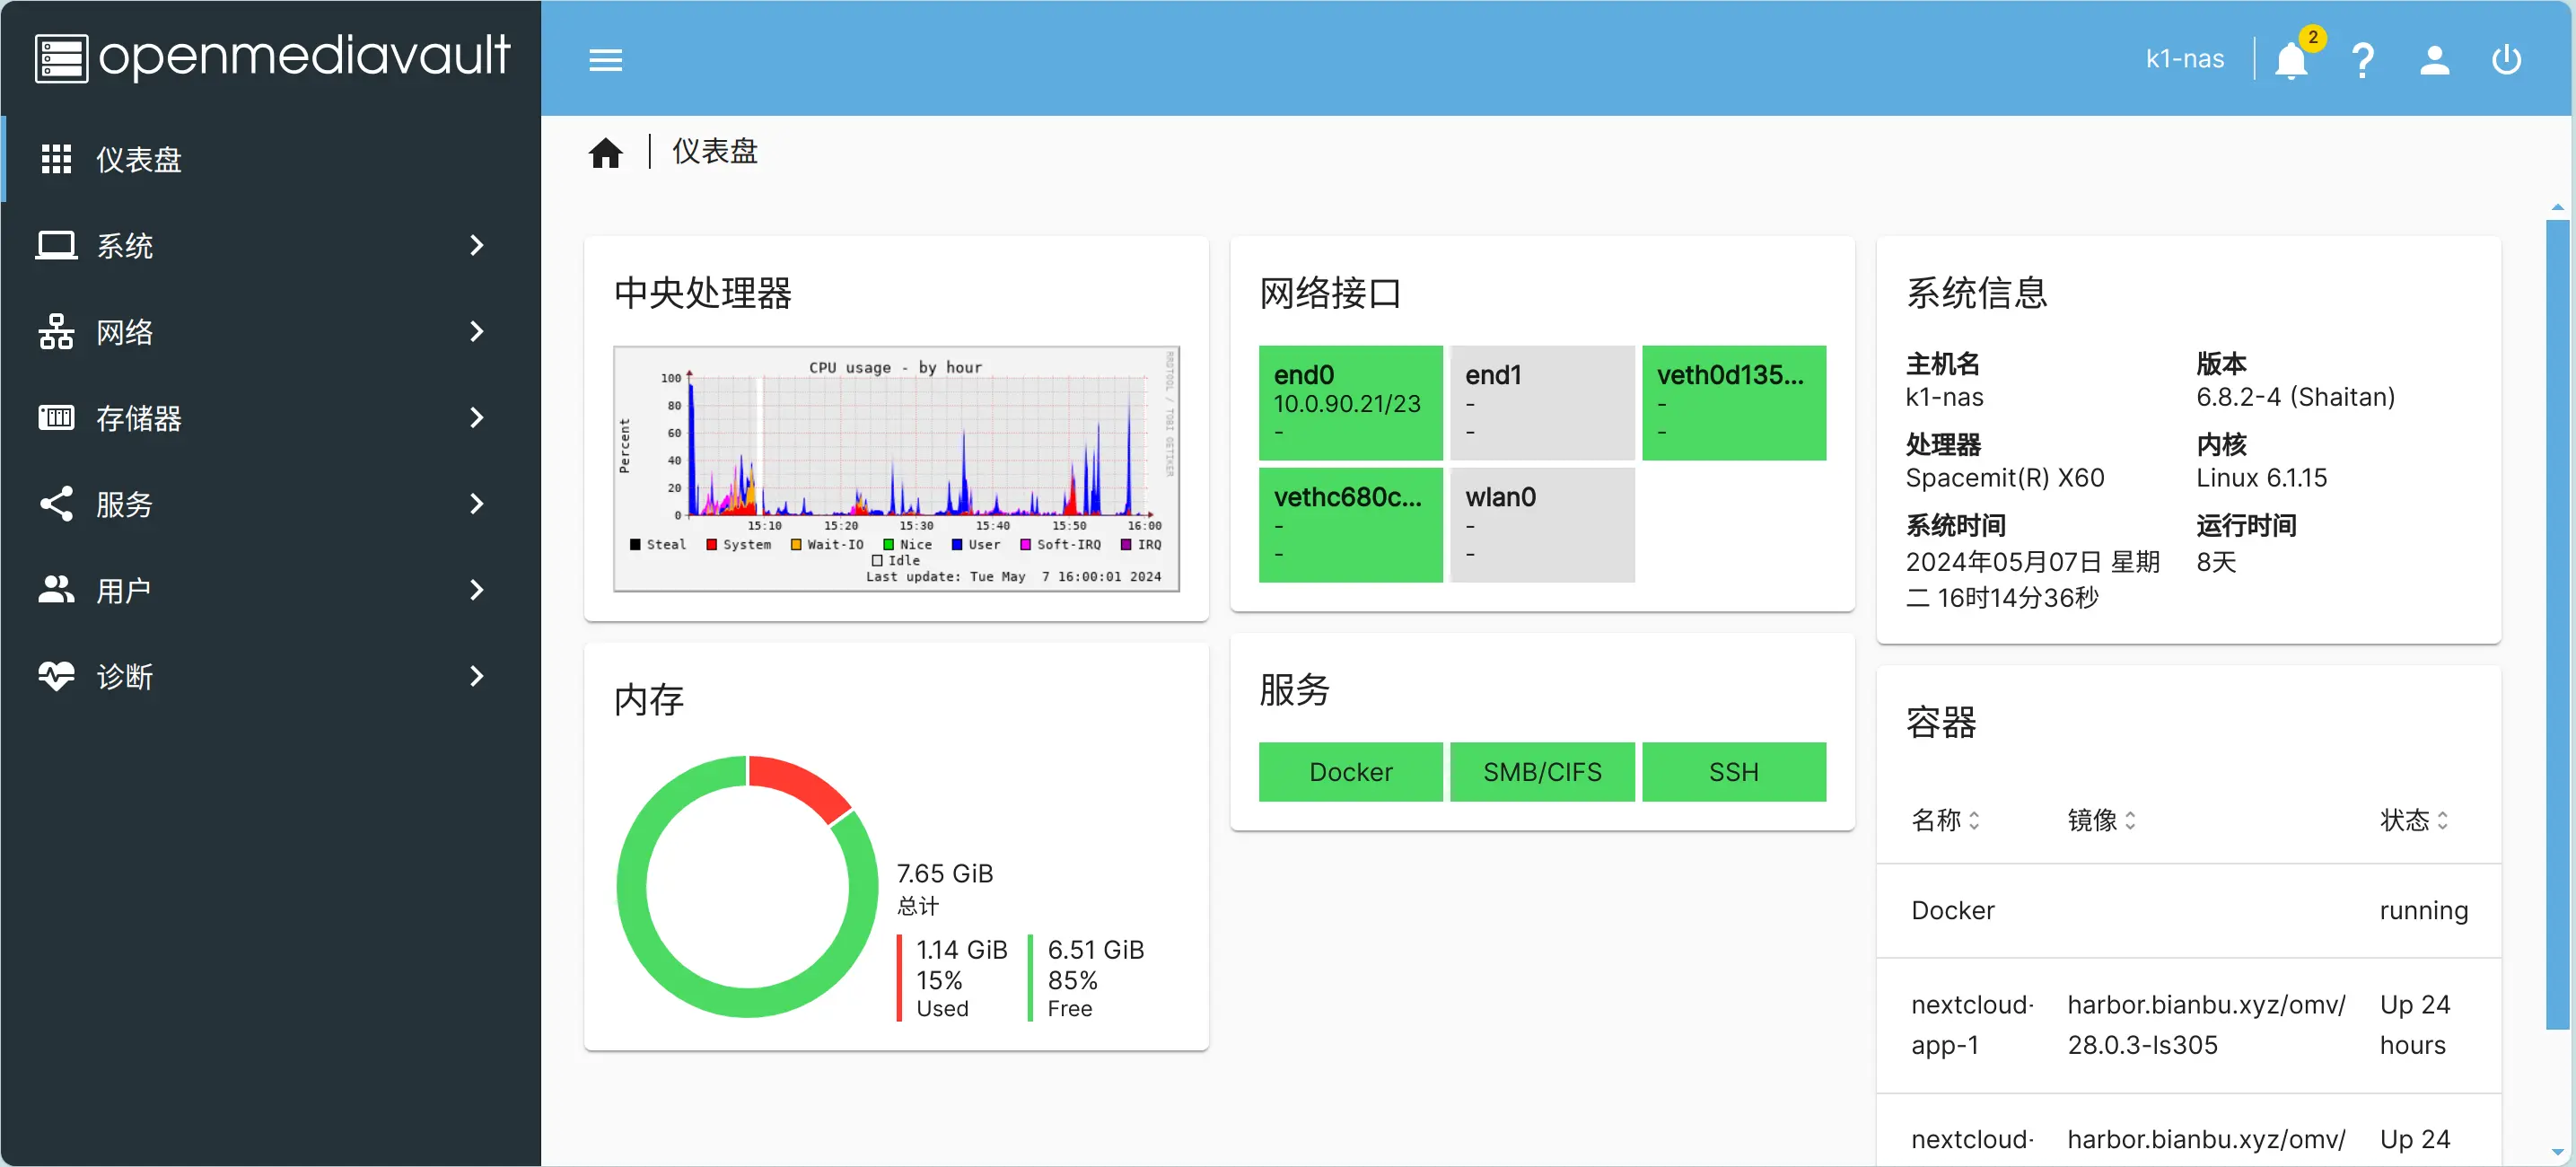 openmediavault
k1-nas
2
仪表盘
系统
网络
存储器
服务
用户
诊断
仪表盘
中央处理器
CPU usage - by hour
RRDTOOL / TOBI OETIKER
Percent
100
80
60
40
20
0
15:10 15:20 15:30 15:40 15:50 16:00
Steal System Wait-IO Nice User Soft-IRQ IRQ
Idle
Last update: Tue May 7 16:00:01 2024
内存
7.65 GiB
总计
1.14 GiB
15%
Used
6.51 GiB
85%
Free
网络接口
end0
10.0.90.21/23
-
end1
-
-
veth0d135...
-
-
vethc680c...
-
-
wlan0
-
-
服务
Docker SMB/CIFS SSH
系统信息
主机名
k1-nas
版本
6.8.2-4 (Shaitan)
处理器
Spacemit(R) X60
内核
Linux 6.1.15
系统时间
2024年05月07日 星期
二 16时14分36秒
运行时间
8天
容器
名称 镜像 状态
Docker running
nextcloud- harbor.bianbu.xyz/omv/ Up 24
app-1 28.0.3-ls305 hours
nextcloud- harbor.bianbu.xyz/omv/ Up 24